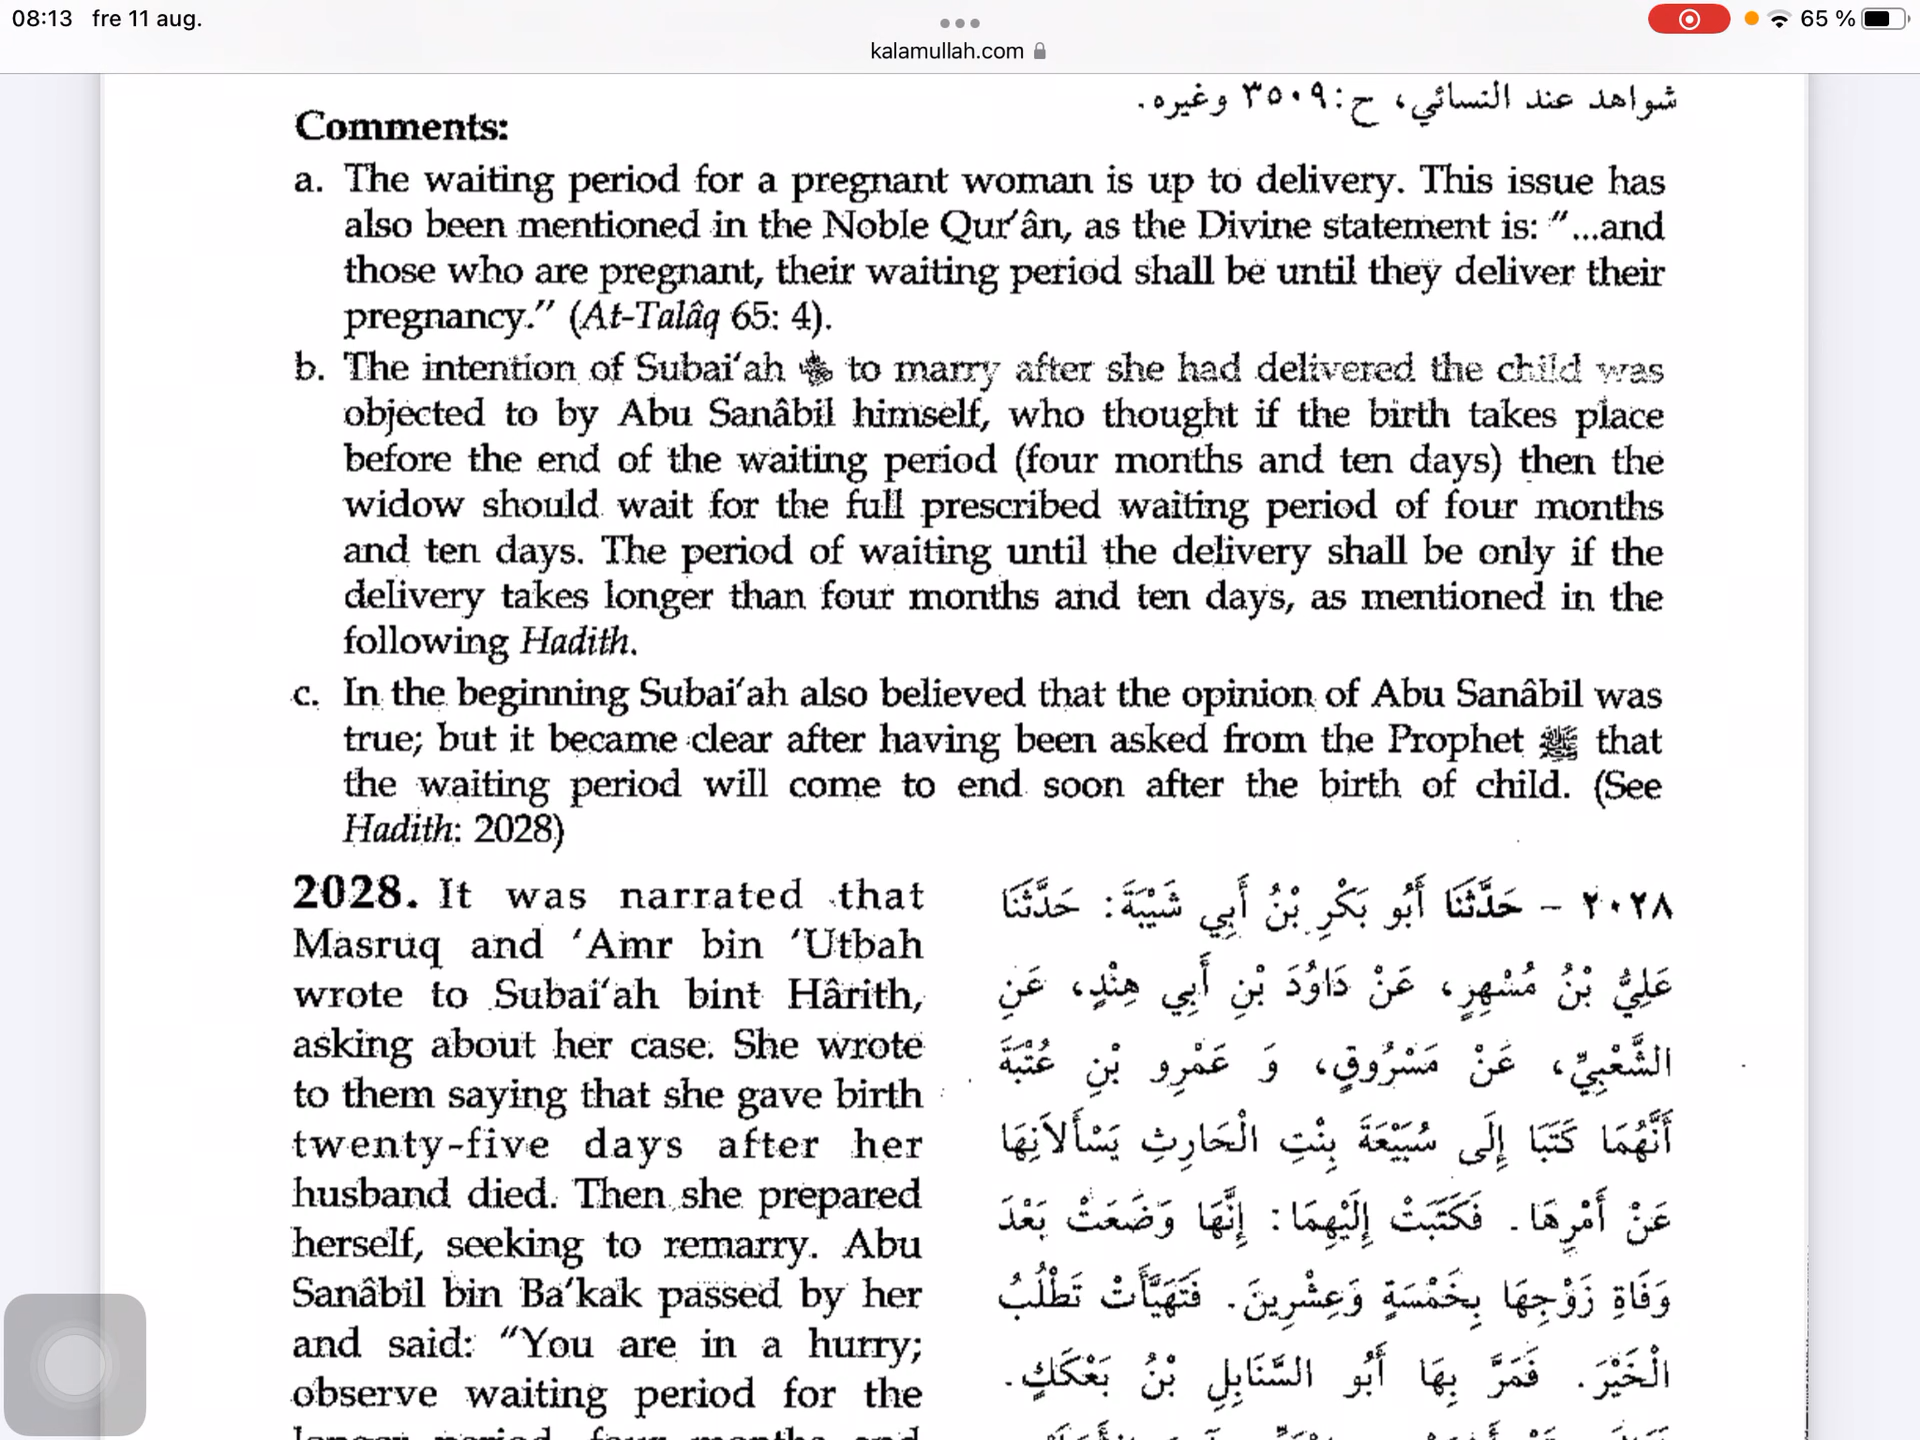 08:13 fre 11 aug.
65 %
kalamullah.com
شواهد عند النسائي، ح:٣٥٠٩ وغيره.
Comments:
a. The waiting period for a pregnant woman is up to delivery. This issue has
also been mentioned in the Noble Qur’ân, as the Divine statement is: “...and
those who are pregnant, their waiting period shall be until they deliver their
pregnancy.” (At-Talâq 65: 4).
b. The intention of Subai‘ah to marry after she had delivered the child was
objected to by Abu Sanâbil himself, who thought if the birth takes place
before the end of the waiting period (four months and ten days) then the
widow should wait for the full prescribed waiting period of four months
and ten days. The period of waiting until the delivery shall be only if the
delivery takes longer than four months and ten days, as mentioned in the
following Hadith.
c. In the beginning Subai‘ah also believed that the opinion of Abu Sanâbil was
true; but it became clear after having been asked from the Prophet ﷺ that
the waiting period will come to end soon after the birth of child. (See
Hadith: 2028)
2028. It was narrated that
Masruq and ‘Amr bin ‘Utbah
wrote to Subai‘ah bint Hârith,
asking about her case. She wrote
to them saying that she gave birth
twenty-five days after her
husband died. Then she prepared
herself, seeking to remarry. Abu
Sanâbil bin Ba‘kak passed by her
and said: “You are in a hurry;
observe waiting period for the
longer period, four months and
٢٠٢٨ - حَدَّثَنَا أَبُو بَكْرِ بْنُ أَبِي شَيْبَةَ: حَدَّثَنَا
عَلِيُّ بْنُ مُسْهِرٍ، عَنْ دَاوُدَ بْنِ أَبِي هِنْدٍ، عَنِ
الشَّعْبِيِّ، عَنْ مَسْرُوقٍ، وَ عَمْرِو بْنِ عُتْبَةَ
أَنَّهُمَا كَتَبَا إِلَى سُبَيْعَةَ بِنْتِ الْحَارِثِ يَسْأَلَانِهَا
عَنْ أَمْرِهَا. فَكَتَبَتْ إِلَيْهِمَا: إِنَّهَا وَضَعَتْ بَعْدَ
وَفَاةِ زَوْجِهَا بِخَمْسَةٍ وَعِشْرِينَ. فَتَهَيَّأَتْ تَطْلُبُ
الْخَيْرَ. فَمَرَّ بِهَا أَبُو السَّنَابِلِ بْنُ بَعْكَكٍ.